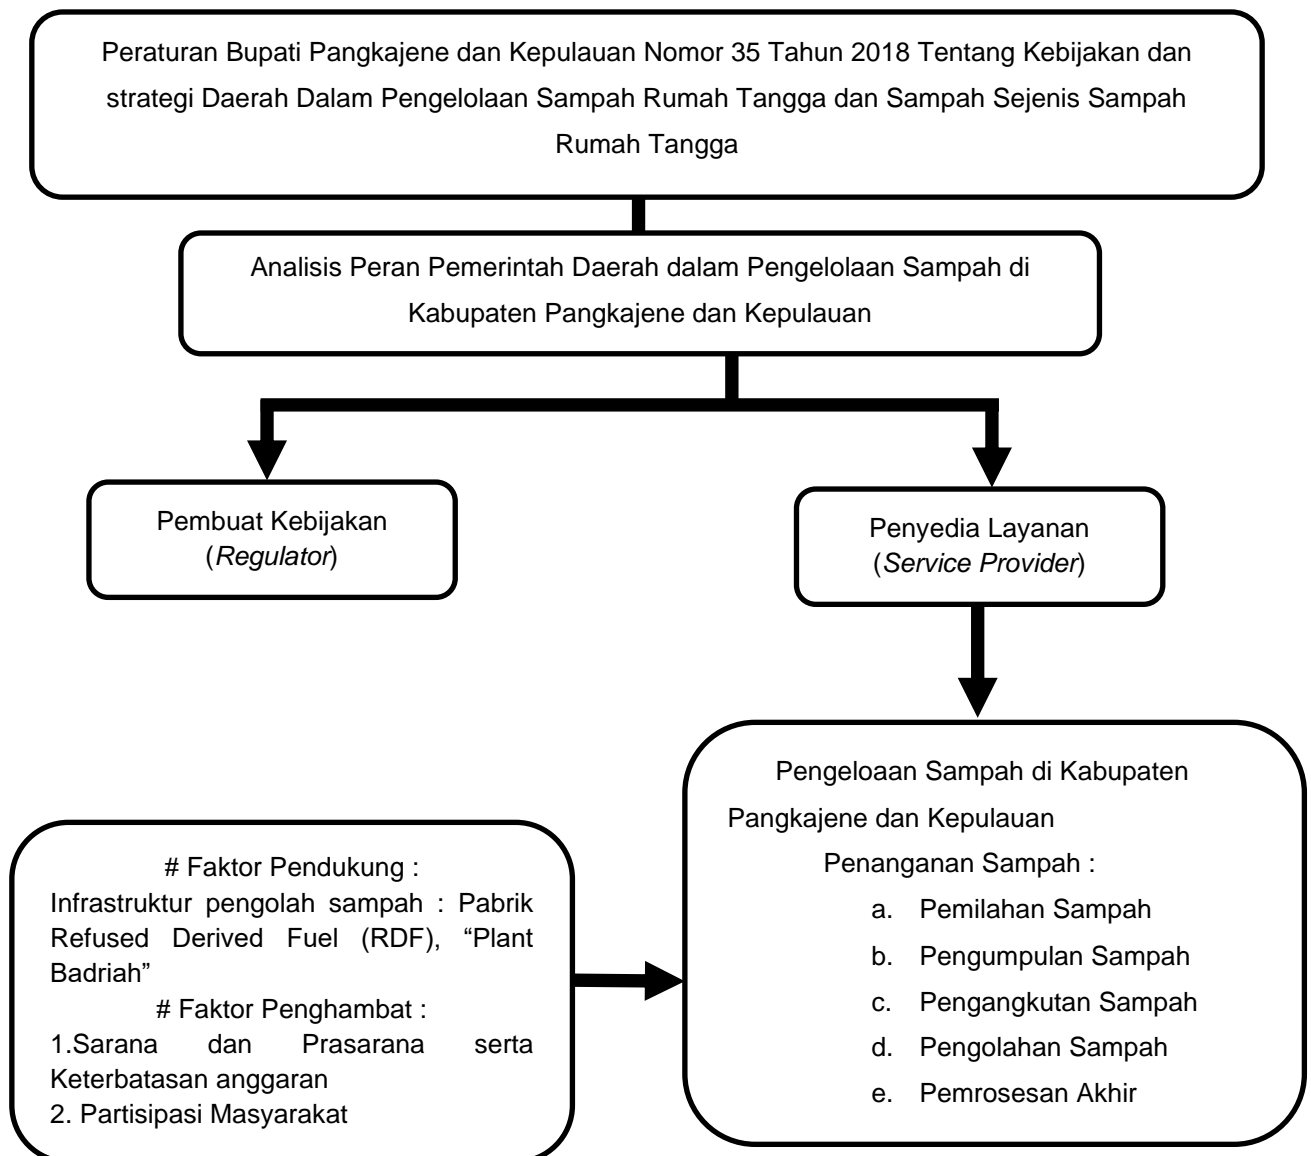 Peraturan Bupati Pangkajene dan Kepulauan Nomor 35 Tahun 2018 Tentang Kebijakan dan
strategi Daerah Dalam Pengelolaan Sampah Rumah Tangga dan Sampah Sejenis Sampah
Rumah Tangga
Analisis Peran Pemerintah Daerah dalam Pengelolaan Sampah di
Kabupaten Pangkajene dan Kepulauan
Pembuat Kebijakan
(Regulator)
Penyedia Layanan
(Service Provider)
# Faktor Pendukung :
Infrastruktur pengolah sampah : Pabrik
Refused Derived Fuel (RDF), “Plant
Badriah”
# Faktor Penghambat :
1.Sarana dan Prasarana serta
Keterbatasan anggaran
2. Partisipasi Masyarakat
Pengeloaan Sampah di Kabupaten
Pangkajene dan Kepulauan
Penanganan Sampah :
a. Pemilahan Sampah
b. Pengumpulan Sampah
c. Pengangkutan Sampah
d. Pengolahan Sampah
e. Pemrosesan Akhir